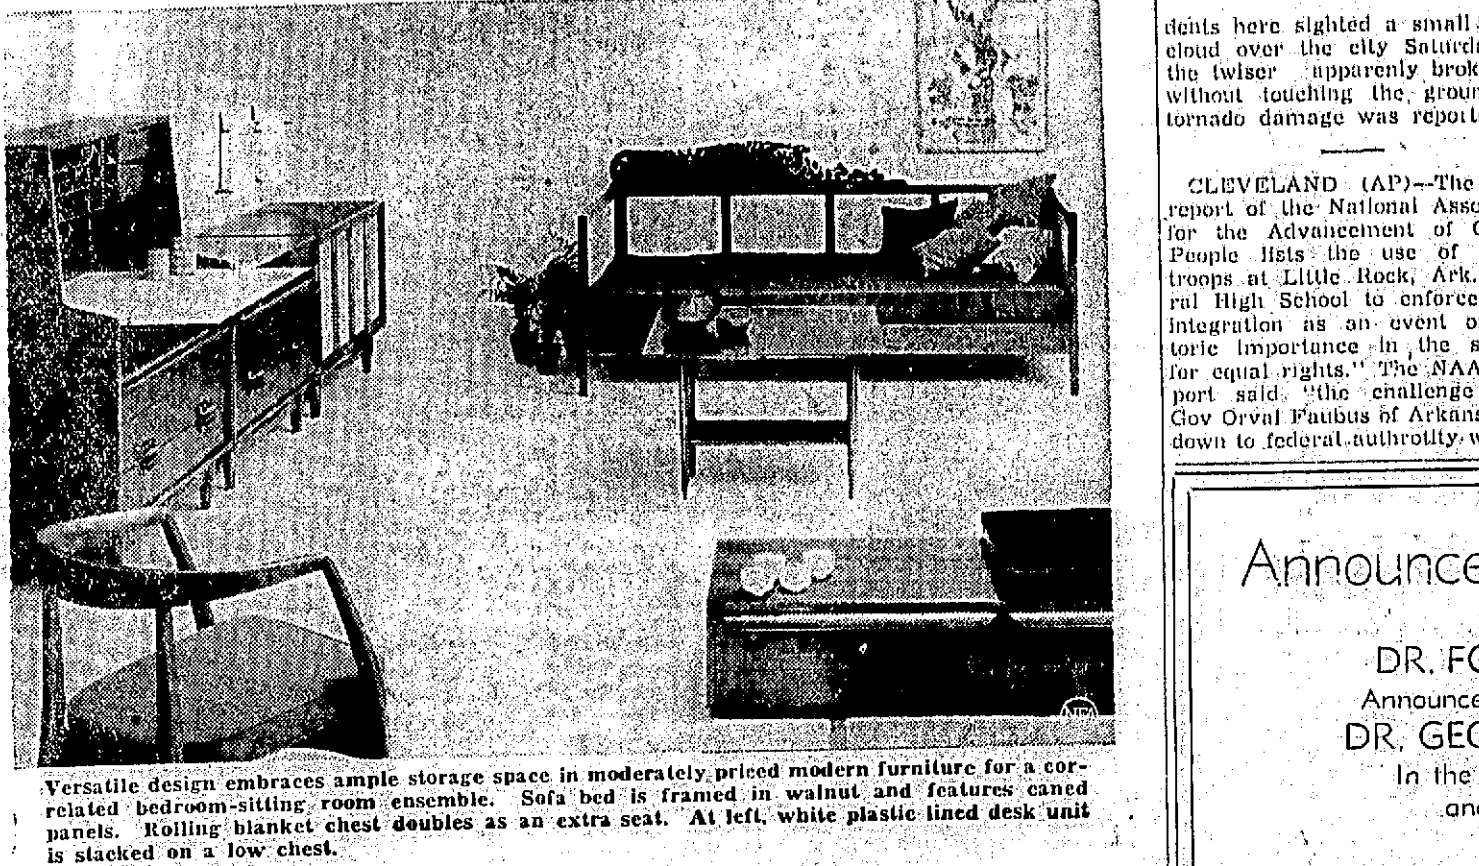 Versatile design embraces ample storage space in moderately priced modern furniture for a cor-
related bedroom-sitting room ensemble. Sofa bed is framed in walnut and features caned
panels. Rolling blanket chest doubles as an extra seat. At left, white plastic lined desk unit
is stacked on a low chest.
NEA
dents here sighted a small
cloud over the city Saturd
the twiser apparenly brok
without touching the groun
tornado damage was report
CLEVELAND (AP)--The
report of the National Asso
for the Advancement of C
People lists the use of
troops at Little Rock, Ark.
ral High School to enforce
integration as an event o
toric importance in the s
for equal rights." The NAA
port said "the challenge
Gov Orval Faubus of Arkans
down to federal authrotity w
Announce
DR. FO
Announce
DR. GEO
In the
and